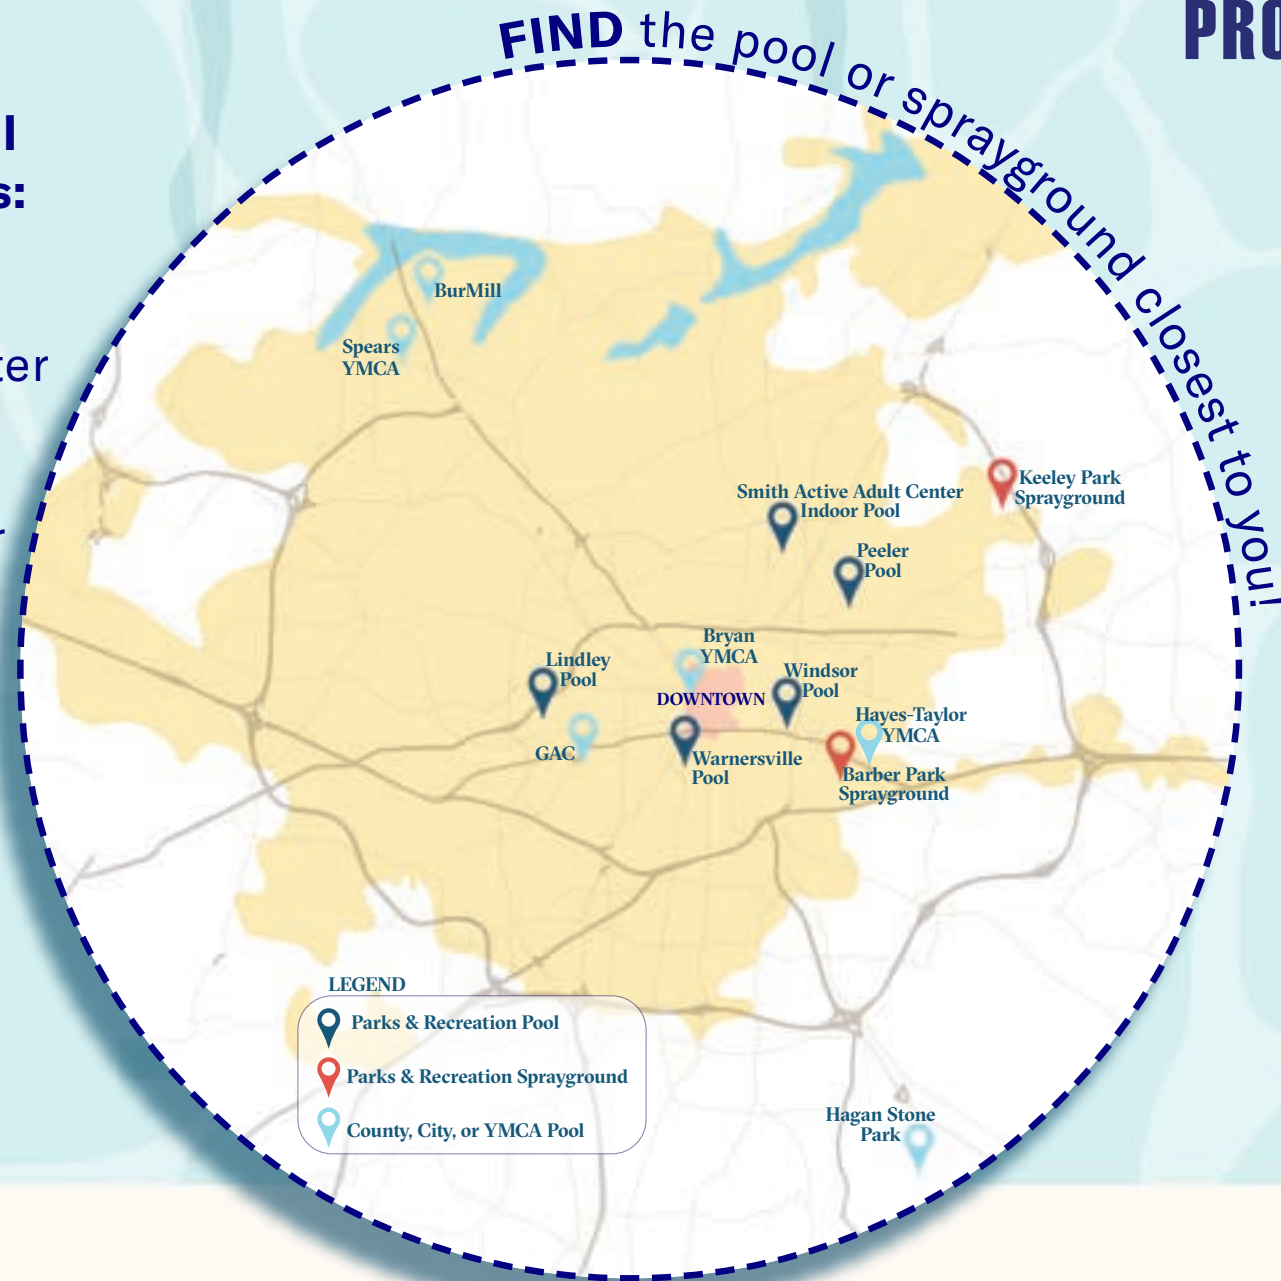 PRO
FIND the pool or sprayground closest to you!
l
s:
ter
r
BurMill
Spears
YMCA
Keeley Park
Sprayground
Smith Active Adult Center
Indoor Pool
Peeler
Pool
Bryan
YMCA
Lindley
Pool
Windsor
Pool
DOWNTOWN
Hayes-Taylor
YMCA
GAC
Warnersville
Pool
Barber Park
Sprayground
LEGEND
Parks & Recreation Pool
Parks & Recreation Sprayground
County, City, or YMCA Pool
Hagan Stone
Park